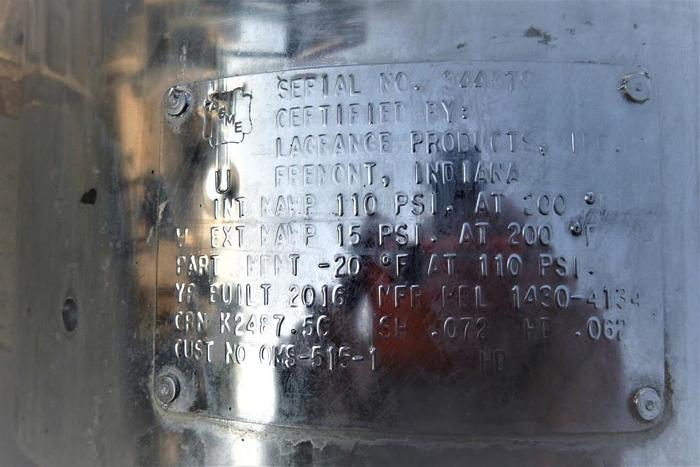 SERIAL NO.
CERTIFIED BY:
LAGRANGE PRODUCTS,
U FREMONT, INDIANA
INT MAWP 110 PSI. AT 200 °F
W EXT MAWP 15 PSI AT 200 °F
PART MDMT -20 °F AT 110 PSI.
YR BUILT 2016 MFR MDL 1430-4134
CRN K2487.5C SH .072 HD .067
CUST NO OMS-515-1 HD